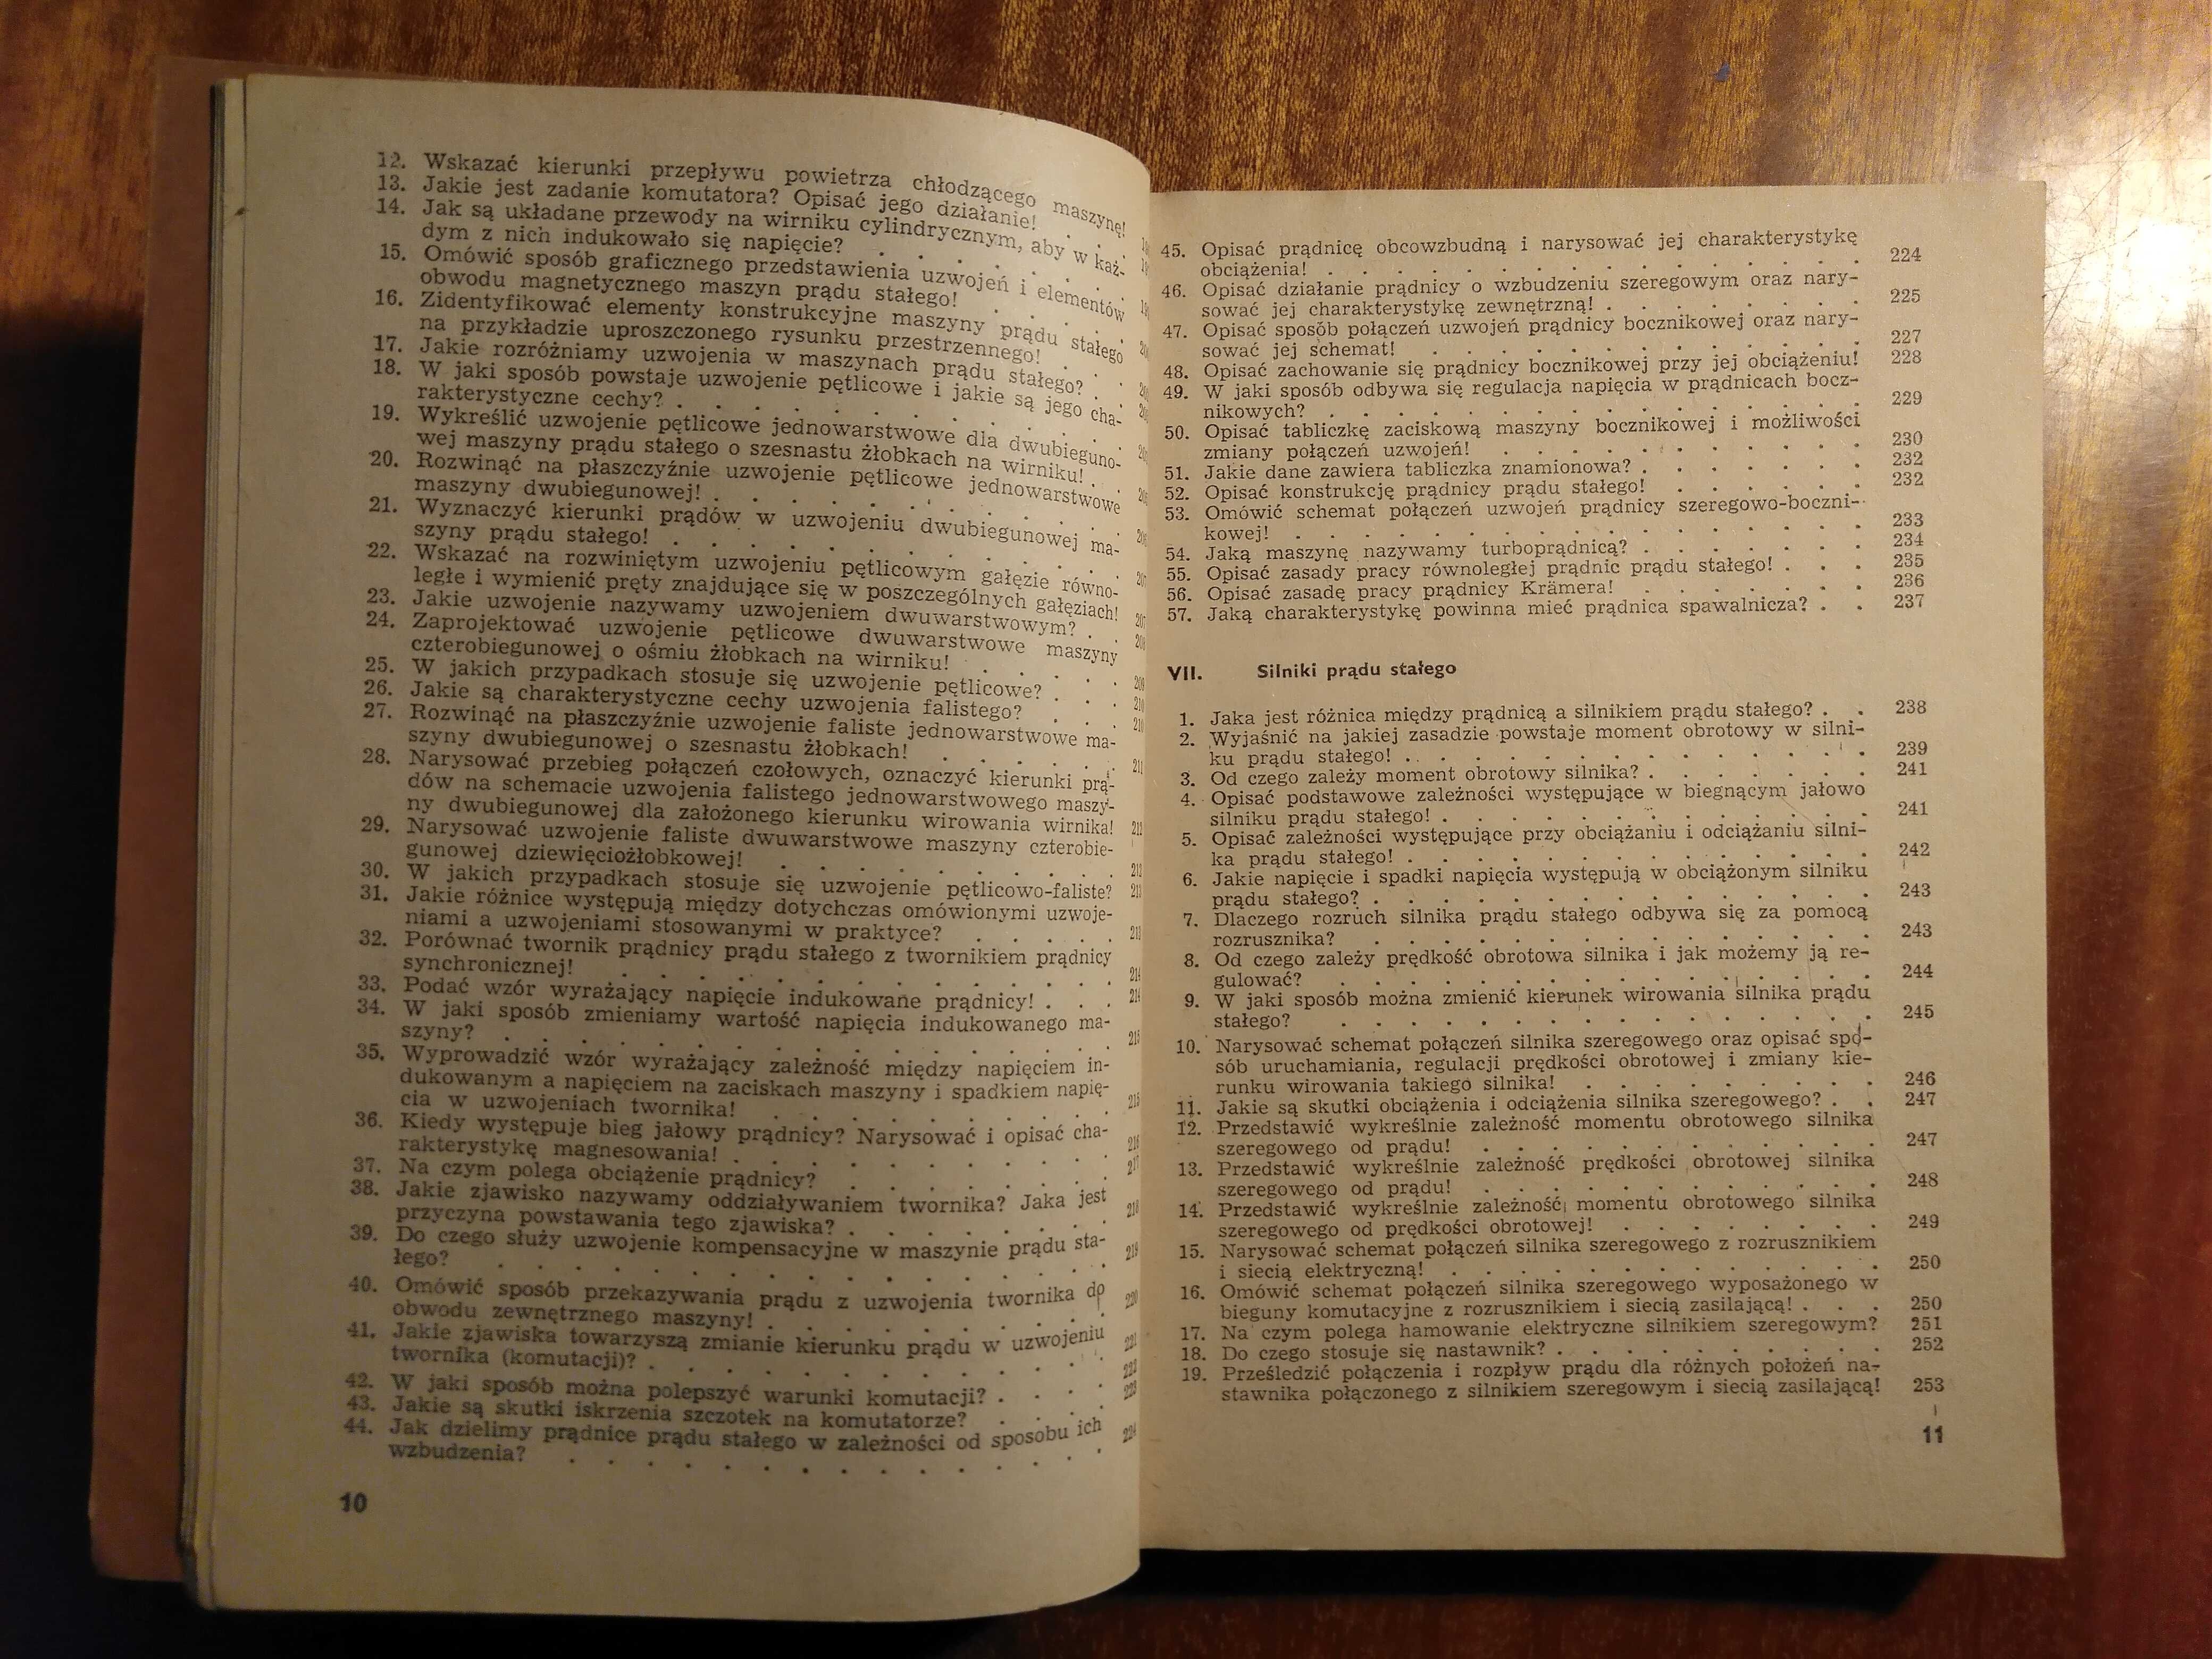 12. Wskazać kierunki przepływu powietrza chłodzącego maszynę!
13. Jakie jest zadanie komutatora? Opisać jego działanie! . . .
14. Jak są układane przewody na wirniku cylindrycznym, aby w każ-
dym z nich indukowało się napięcie? . . . . . . .
15. Omówić sposób graficznego przedstawienia uzwojeń i elementów
obwodu magnetycznego maszyn prądu stałego! . . . .
16. Zidentyfikować elementy konstrukcyjne maszyny prądu stałego
na przykładzie uproszczonego rysunku przestrzennego! . .
17. Jakie rozróżniamy uzwojenia w maszynach prądu stałego? . .
18. W jaki sposób powstaje uzwojenie pętlicowe i jakie są jego cha-
rakterystyczne cechy? . . . . . . . . . .
19. Wykreślić uzwojenie pętlicowe jednowarstwowe dla dwubieguno-
wej maszyny prądu stałego o szesnastu żłobkach na wirniku! . .
20. Rozwinąć na płaszczyźnie uzwojenie pętlicowe jednowarstwowe
maszyny dwubiegunowej! . . . . . . . . .
21. Wyznaczyć kierunki prądów w uzwojeniu dwubiegunowej ma-
szyny prądu stałego! . . . . . . . . . .
22. Wskazać na rozwiniętym uzwojeniu pętlicowym gałęzie równo-
ległe i wymienić pręty znajdujące się w poszczególnych gałęziach! 207
23. Jakie uzwojenie nazywamy uzwojeniem dwuwarstwowym? . . 208
24. Zaprojektować uzwojenie pętlicowe dwuwarstwowe maszyny
czterobiegunowej o ośmiu żłobkach na wirniku! . . . . 209
25. W jakich przypadkach stosuje się uzwojenie pętlicowe? . . . 210
26. Jakie są charakterystyczne cechy uzwojenia falistego? . . . 210
27. Rozwinąć na płaszczyźnie uzwojenie faliste jednowarstwowe ma-
szyny dwubiegunowej o szesnastu żłobkach! . . . . . 211
28. Narysować przebieg połączeń czołowych, oznaczyć kierunki prą-
dów na schemacie uzwojenia falistego jednowarstwowego maszy-
ny dwubiegunowej dla założonego kierunku wirowania wirnika!
29. Narysować uzwojenie faliste dwuwarstwowe maszyny czterobie-
gunowej dziewięciożłobkowej! . . . . . . . . . 212
30. W jakich przypadkach stosuje się uzwojenie pętlicowo-faliste? 213
31. Jakie różnice występują między dotychczas omówionymi uzwoje-
niami a uzwojeniami stosowanymi w praktyce? . . . . . 213
32. Porównać twornik prądnicy prądu stałego z twornikiem prądnicy
synchronicznej! . . . . . . . . . . . . 214
33. Podać wzór wyrażający napięcie indukowane prądnicy! . . . 214
34. W jaki sposób zmieniamy wartość napięcia indukowanego ma-
szyny? . . . . . . . . . . . . . . 215
35. Wyprowadzić wzór wyrażający zależność między napięciem in-
dukowanym a napięciem na zaciskach maszyny i spadkiem napię-
cia w uzwojeniach twornika! . . . . . . . . . 215
36. Kiedy występuje bieg jałowy prądnicy? Narysować i opisać cha-
rakterystykę magnesowania! . . . . . . . . . . 216
37. Na czym polega obciążenie prądnicy? . . . . . . . 217
38. Jakie zjawisko nazywamy oddziaływaniem twornika? Jaka jest
przyczyna powstawania tego zjawiska? . . . . . . . 218
39. Do czego służy uzwojenie kompensacyjne w maszynie prądu sta-
łego? . . . . . . . . . . . . . . . 219
40. Omówić sposób przekazywania prądu z uzwojenia twornika do
obwodu zewnętrznego maszyny! . . . . . . . . . 220
41. Jakie zjawiska towarzyszą zmianie kierunku prądu w uzwojeniu
twornika (komutacji)? . . . . . . . . . . . 221
42. W jaki sposób można polepszyć warunki komutacji? . . . . 223
43. Jakie są skutki iskrzenia szczotek na komutatorze? . . . . 223
44. Jak dzielimy prądnice prądu stałego w zależności od sposobu ich
wzbudzenia? . . . . . . . . . . . . . . 224
10
45. Opisać prądnicę obcowzbudną i narysować jej charakterystykę
obciążenia! . . . . . . . . . . . . . . 224
46. Opisać działanie prądnicy o wzbudzeniu szeregowym oraz nary-
sować jej charakterystykę zewnętrzną! . . . . . . . . 225
47. Opisać sposób połączeń uzwojeń prądnicy bocznikowej oraz nary-
sować jej schemat! . . . . . . . . . . . . 227
48. Opisać zachowanie się prądnicy bocznikowej przy jej obciążeniu! 228
49. W jaki sposób odbywa się regulacja napięcia w prądnicach bocz-
nikowych? . . . . . . . . . . . . . . 229
50. Opisać tabliczkę zaciskową maszyny bocznikowej i możliwości
zmiany połączeń uzwojeń! . . . . . . . . . . 230
51. Jakie dane zawiera tabliczka znamionowa? . . . . . . . 232
52. Opisać konstrukcję prądnicy prądu stałego! . . . . . . 232
53. Omówić schemat połączeń uzwojeń prądnicy szeregowo-boczni-
kowej! . . . . . . . . . . . . . . . 233
54. Jaką maszynę nazywamy turboprądnicą? . . . . . . . 234
55. Opisać zasady pracy równoległej prądnic prądu stałego! . . . 235
56. Opisać zasadę pracy prądnicy Krämera! . . . . . . . 236
57. Jaką charakterystykę powinna mieć prądnica spawalnicza? . . 237
VII. Silniki prądu stałego
1. Jaka jest różnica między prądnicą a silnikiem prądu stałego? . . 238
2. Wyjaśnić na jakiej zasadzie powstaje moment obrotowy w silni-
ku prądu stałego! . . . . . . . . . . . . . 239
3. Od czego zależy moment obrotowy silnika? . . . . . . . 241
4. Opisać podstawowe zależności występujące w biegnącym jałowo
silniku prądu stałego! . . . . . . . . . . . . 241
5. Opisać zależności występujące przy obciążaniu i odciążaniu silni-
ka prądu stałego! . . . . . . . . . . . . . 242
6. Jakie napięcie i spadki napięcia występują w obciążonym silniku
prądu stałego? . . . . . . . . . . . . . . 243
7. Dlaczego rozruch silnika prądu stałego odbywa się za pomocą
rozrusznika? . . . . . . . . . . . . . . 243
8. Od czego zależy prędkość obrotowa silnika i jak możemy ją re-
gulować? . . . . . . . . . . . . . . . 244
9. W jaki sposób można zmienić kierunek wirowania silnika prądu
stałego? . . . . . . . . . . . . . . . 245
10. Narysować schemat połączeń silnika szeregowego oraz opisać spo-
sób uruchamiania, regulacji prędkości obrotowej i zmiany kie-
runku wirowania takiego silnika! . . . . . . . . . 246
11. Jakie są skutki obciążenia i odciążenia silnika szeregowego? . . 247
12. Przedstawić wykreślnie zależność momentu obrotowego silnika
szeregowego od prądu! . . . . . . . . . . . 247
13. Przedstawić wykreślnie zależność prędkości obrotowej silnika
szeregowego od prądu! . . . . . . . . . . . 248
14. Przedstawić wykreślnie zależność momentu obrotowego silnika
szeregowego od prędkości obrotowej! . . . . . . . . 249
15. Narysować schemat połączeń silnika szeregowego z rozrusznikiem
i siecią elektryczną! . . . . . . . . . . . . 250
16. Omówić schemat połączeń silnika szeregowego wyposażonego w
bieguny komutacyjne z rozrusznikiem i siecią zasilającą! . . . 250
17. Na czym polega hamowanie elektryczne silnikiem szeregowym? 251
18. Do czego stosuje się nastawnik? . . . . . . . . . . 252
19. Prześledzić połączenia i rozpływ prądu dla różnych położeń na-
stawnika połączonego z silnikiem szeregowym i siecią zasilającą! 253
11